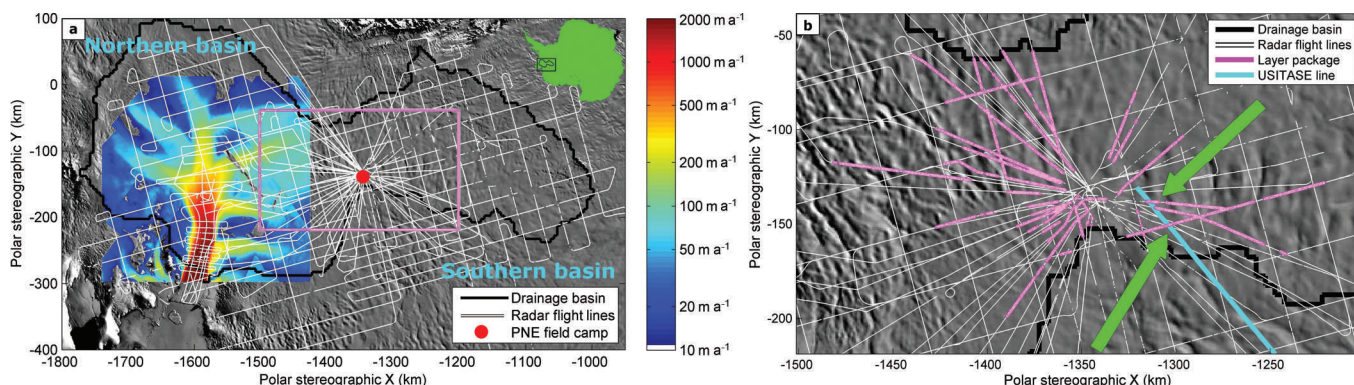 a
Northern basin
Southern basin
Drainage basin
Radar flight lines
PNE field camp
100
0
-100
-200
-300
-400
-1800
-1700
-1600
-1500
-1400
-1300
-1200
-1100
-1000
Polar stereographic Y (km)
Polar stereographic X (km)
2000 m a⁻¹
1000 m a⁻¹
500 m a⁻¹
200 m a⁻¹
100 m a⁻¹
50 m a⁻¹
20 m a⁻¹
10 m a⁻¹
b
Drainage basin
Radar flight lines
Layer package
USITASE line
-50
-100
-150
-200
-1500
-1450
-1400
-1350
-1300
-1250
Polar stereographic Y (km)
Polar stereographic X (km)